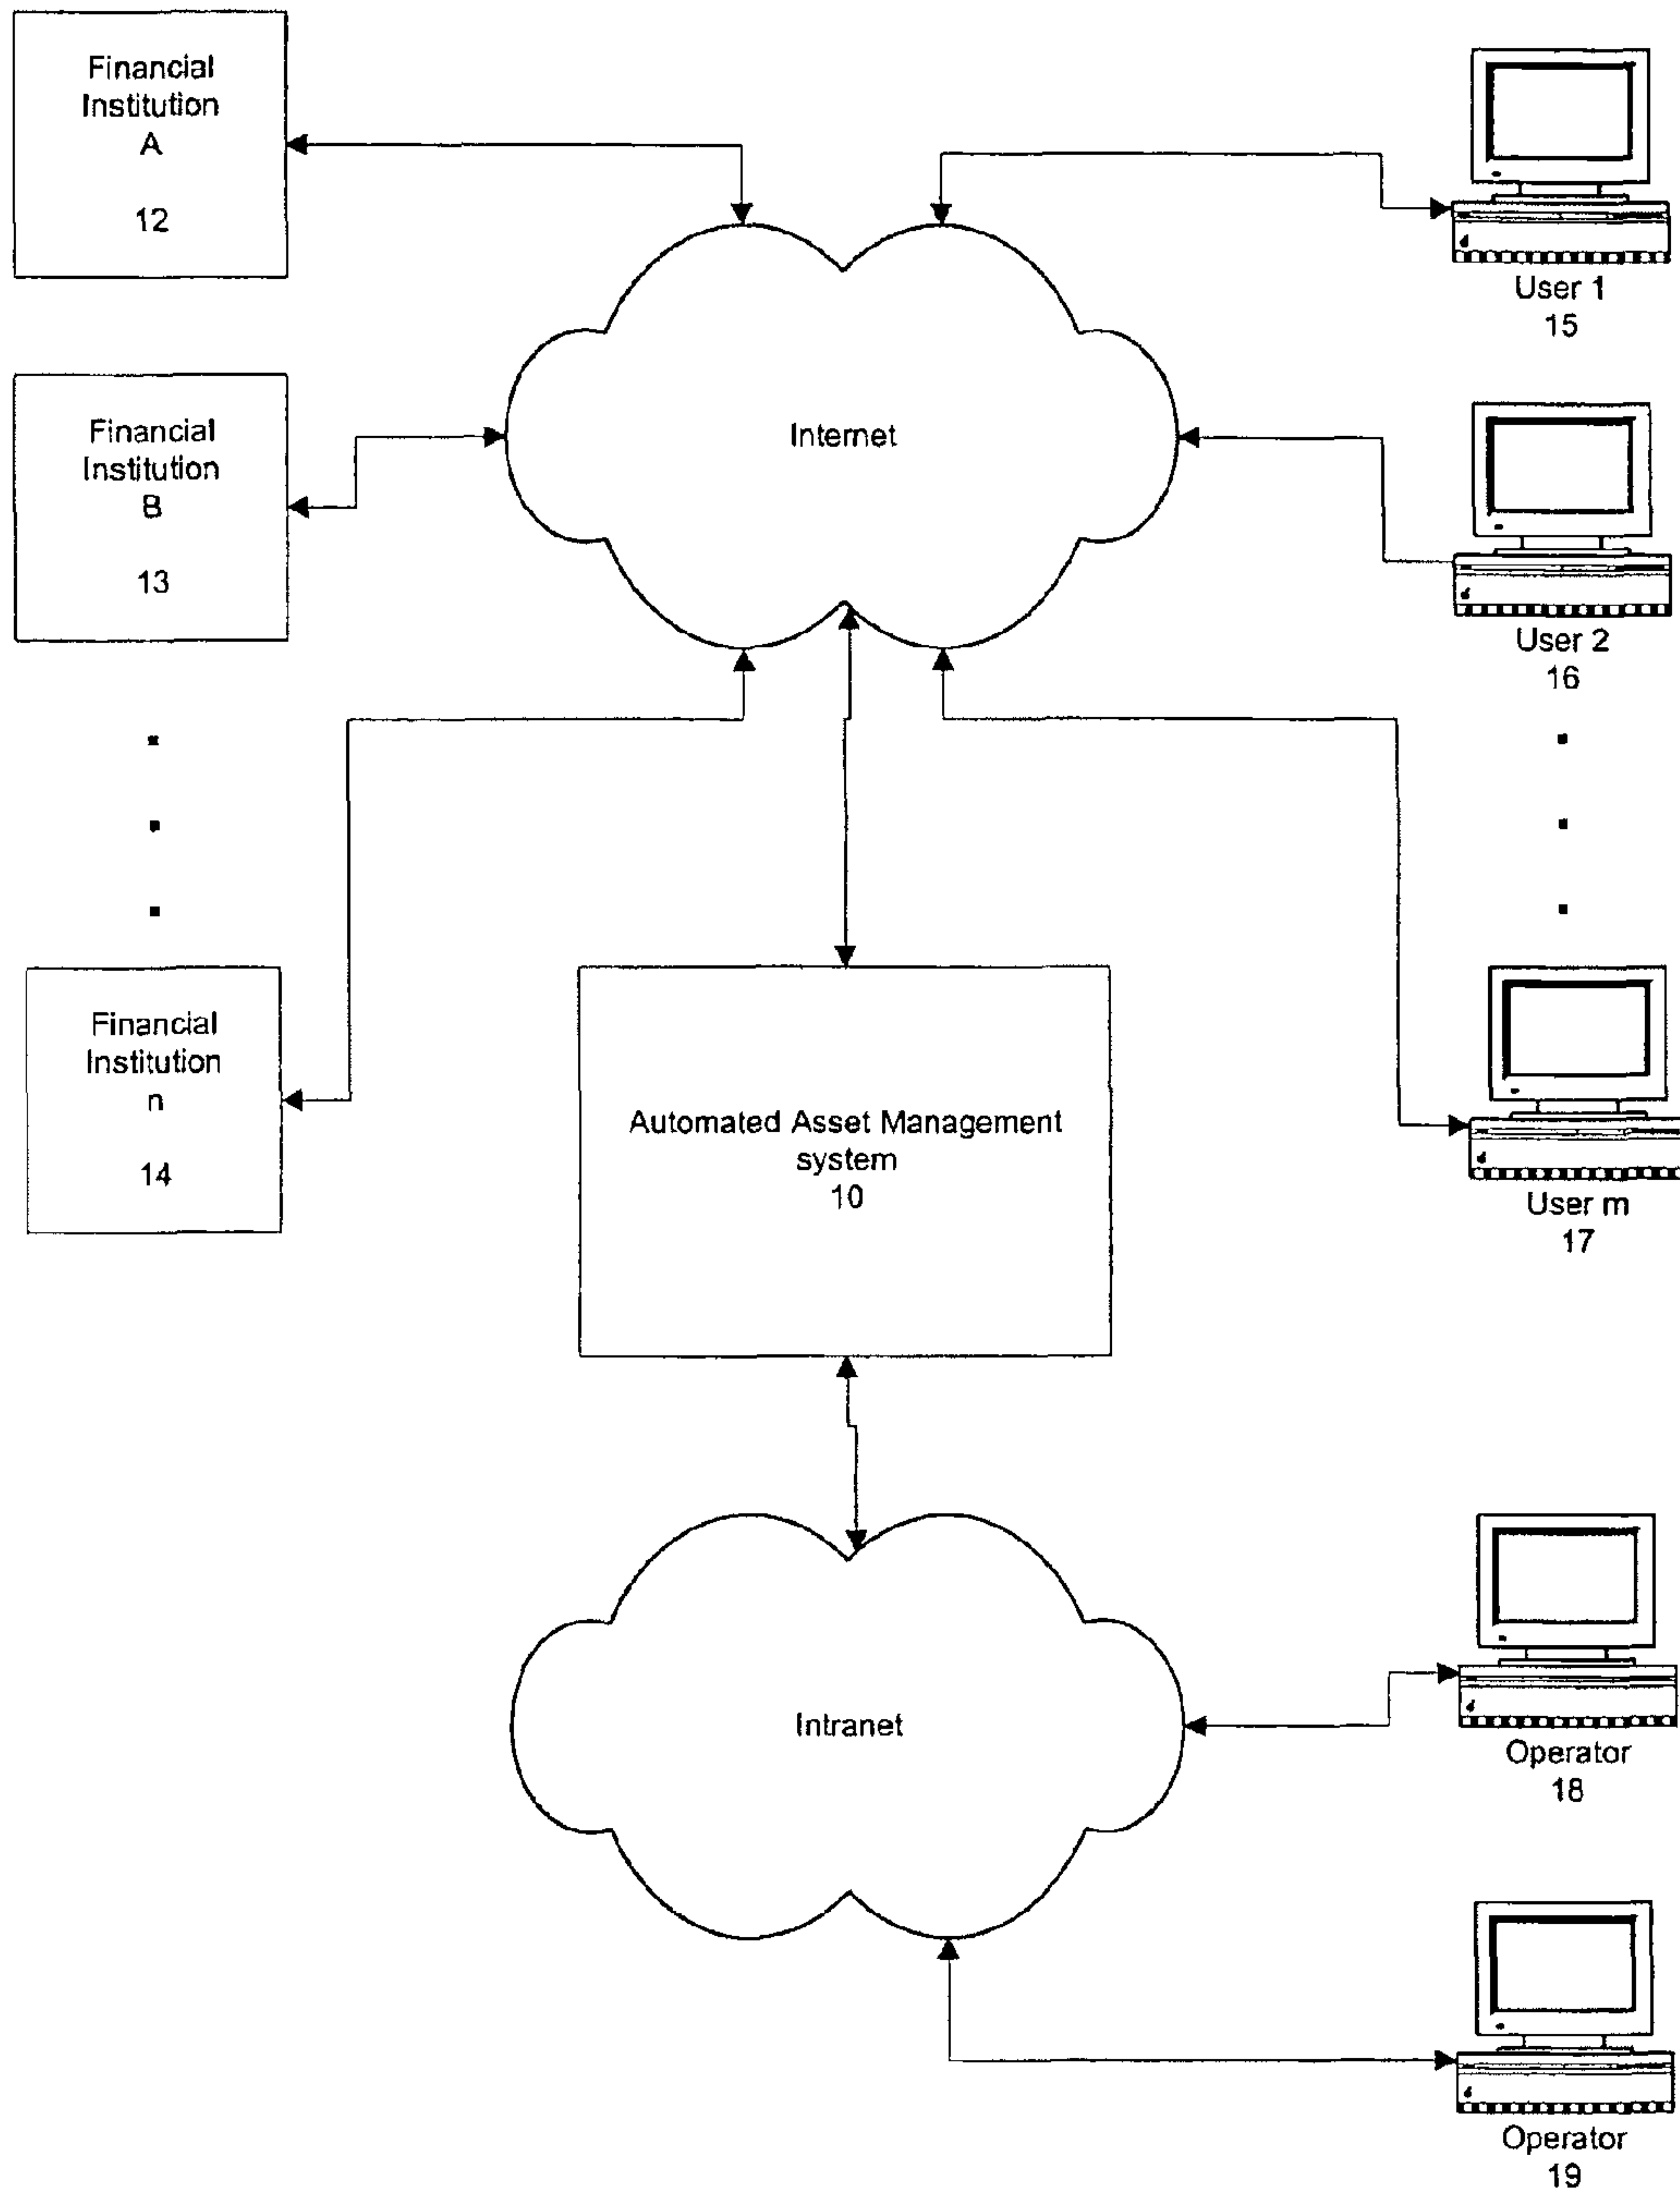 Financial
Institution
A
12
User 1
15
Financial
Institution
B
13
Internet
User 2
16
Financial
Institution
n
14
Automated Asset Management
system
10
User m
17
Intranet
Operator
18
Operator
19